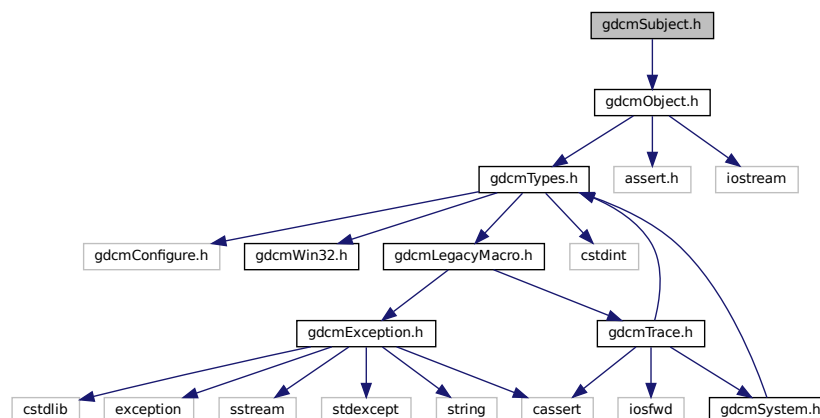 gdcmSubject.h
gdcmObject.h
gdcmTypes.h
assert.h
iostream
gdcmConfigure.h
gdcmWin32.h
gdcmLegacyMacro.h
cstdint
gdcmException.h
gdcmTrace.h
cstdlib
exception
sstream
stdexcept
string
cassert
iosfwd
gdcmSystem.h